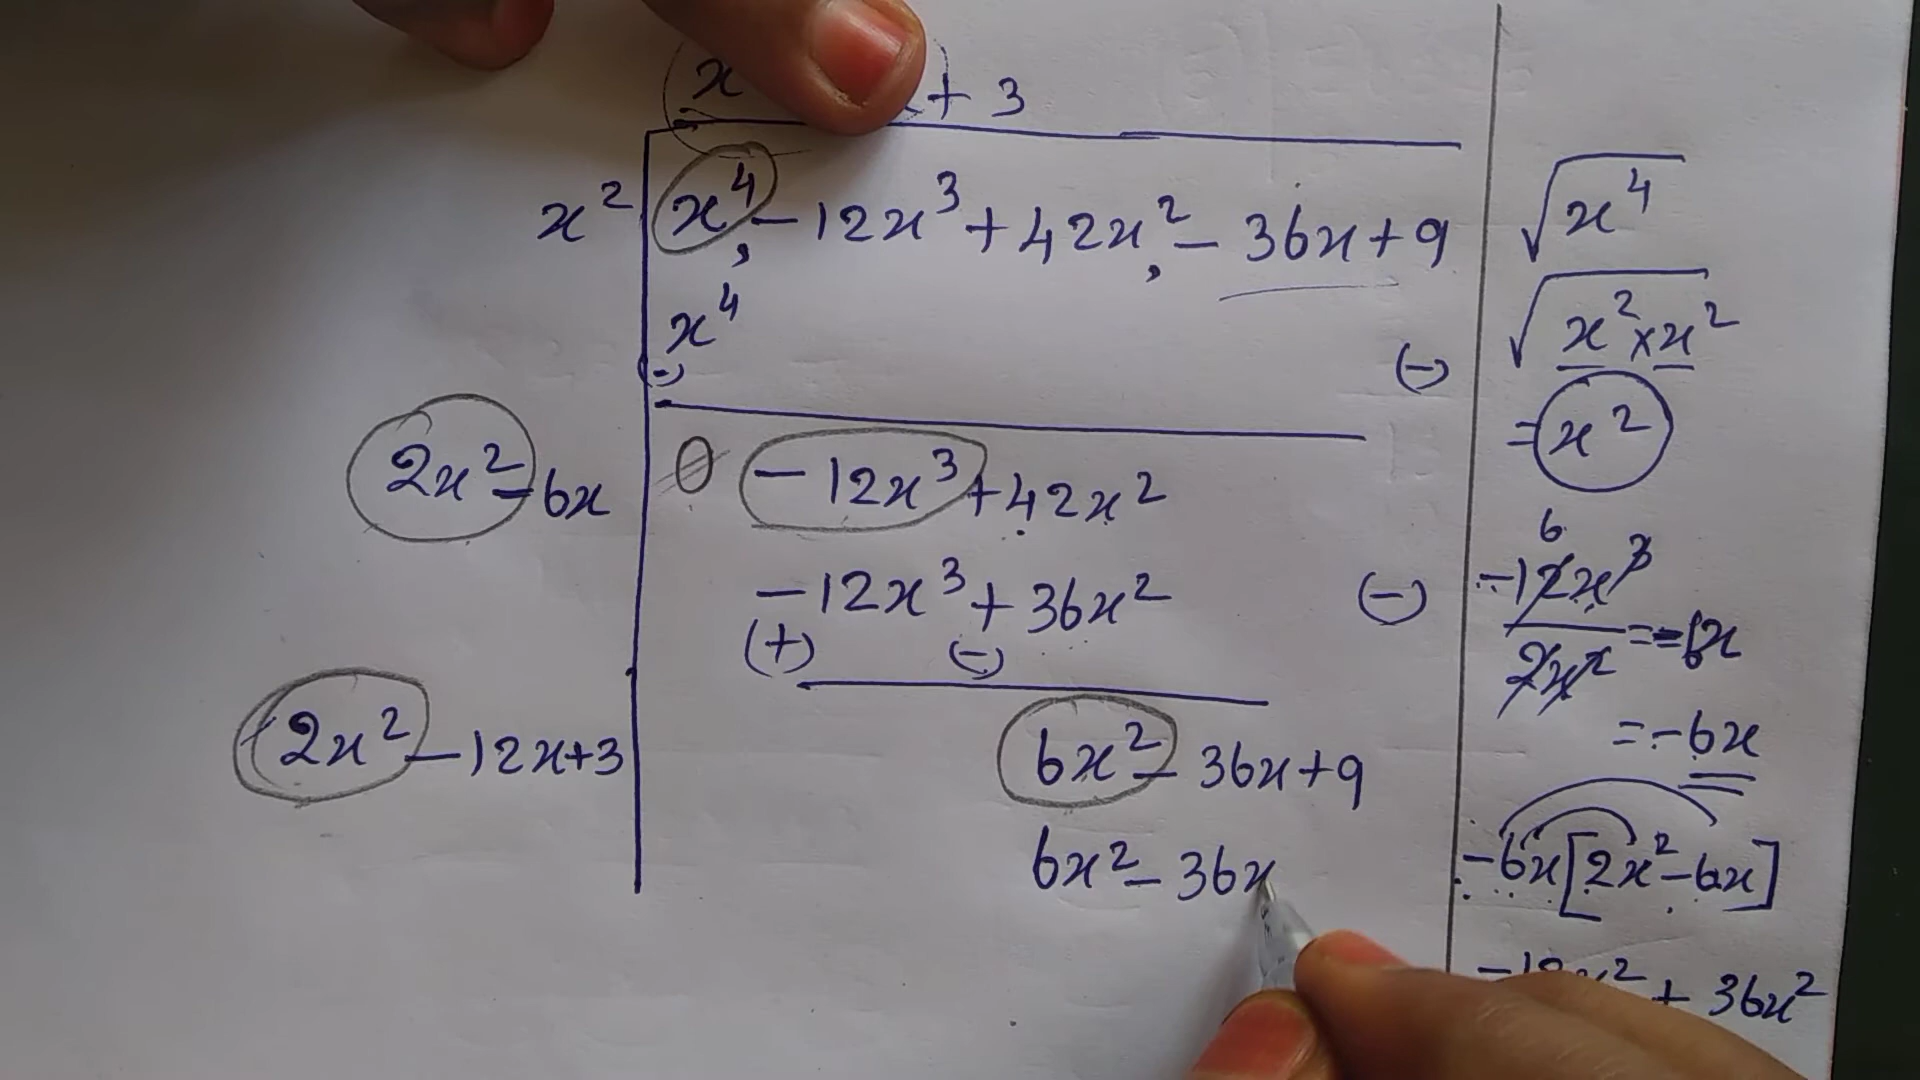 x + 3
x² x⁴ - 12x³ + 42x² - 36x + 9
x⁴
(-) (-)
2x² - 6x 0 - 12x³ + 42x²
- 12x³ + 36x² (-)
(+) (-)
2x² - 12x + 3 6x² - 36x + 9
6x² - 36x
√x⁴
√x² × x²
= x²
6
-12x³
/2x² = -6x
= -6x
-6x[2x² - 6x]
+ 36x²